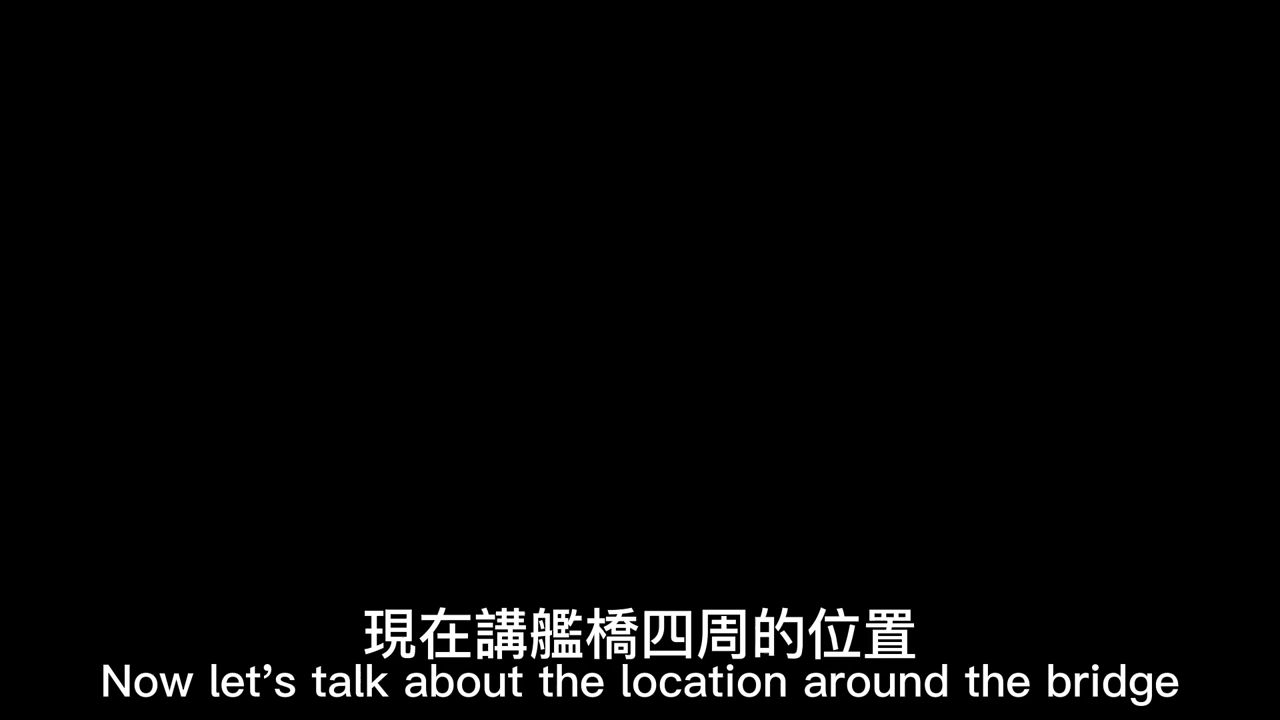 現在講艦橋四周的位置
Now let’s talk about the location around the bridge